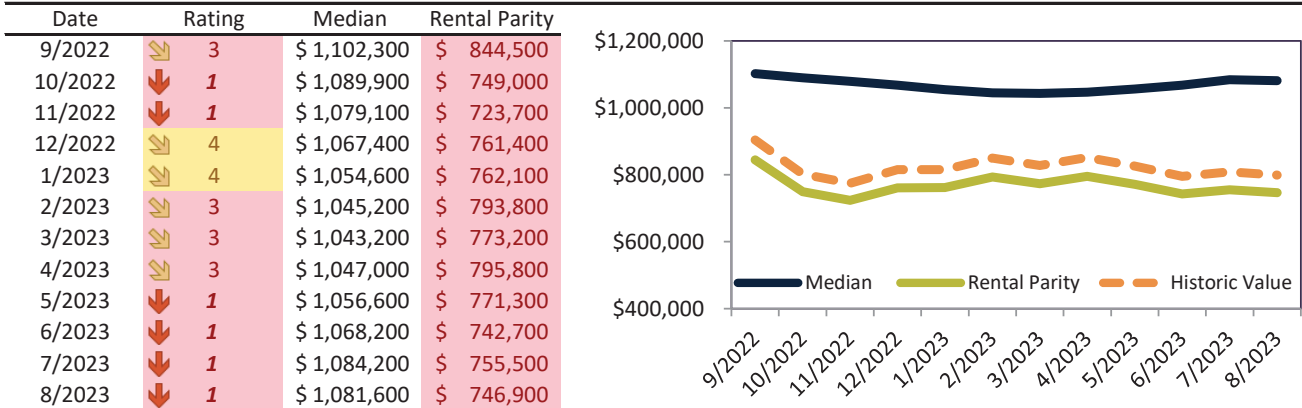 Date Rating Median Rental Parity
9/2022 3 $ 1,102,300 $ 844,500
10/2022 1 $ 1,089,900 $ 749,000
11/2022 1 $ 1,079,100 $ 723,700
12/2022 4 $ 1,067,400 $ 761,400
1/2023 4 $ 1,054,600 $ 762,100
2/2023 3 $ 1,045,200 $ 793,800
3/2023 3 $ 1,043,200 $ 773,200
4/2023 3 $ 1,047,000 $ 795,800
5/2023 1 $ 1,056,600 $ 771,300
6/2023 1 $ 1,068,200 $ 742,700
7/2023 1 $ 1,084,200 $ 755,500
8/2023 1 $ 1,081,600 $ 746,900
$1,200,000
$1,000,000
$800,000
$600,000
$400,000
Median Rental Parity Historic Value
9/2022 10/2022 11/2022 12/2022 1/2023 2/2023 3/2023 4/2023 5/2023 6/2023 7/2023 8/2023